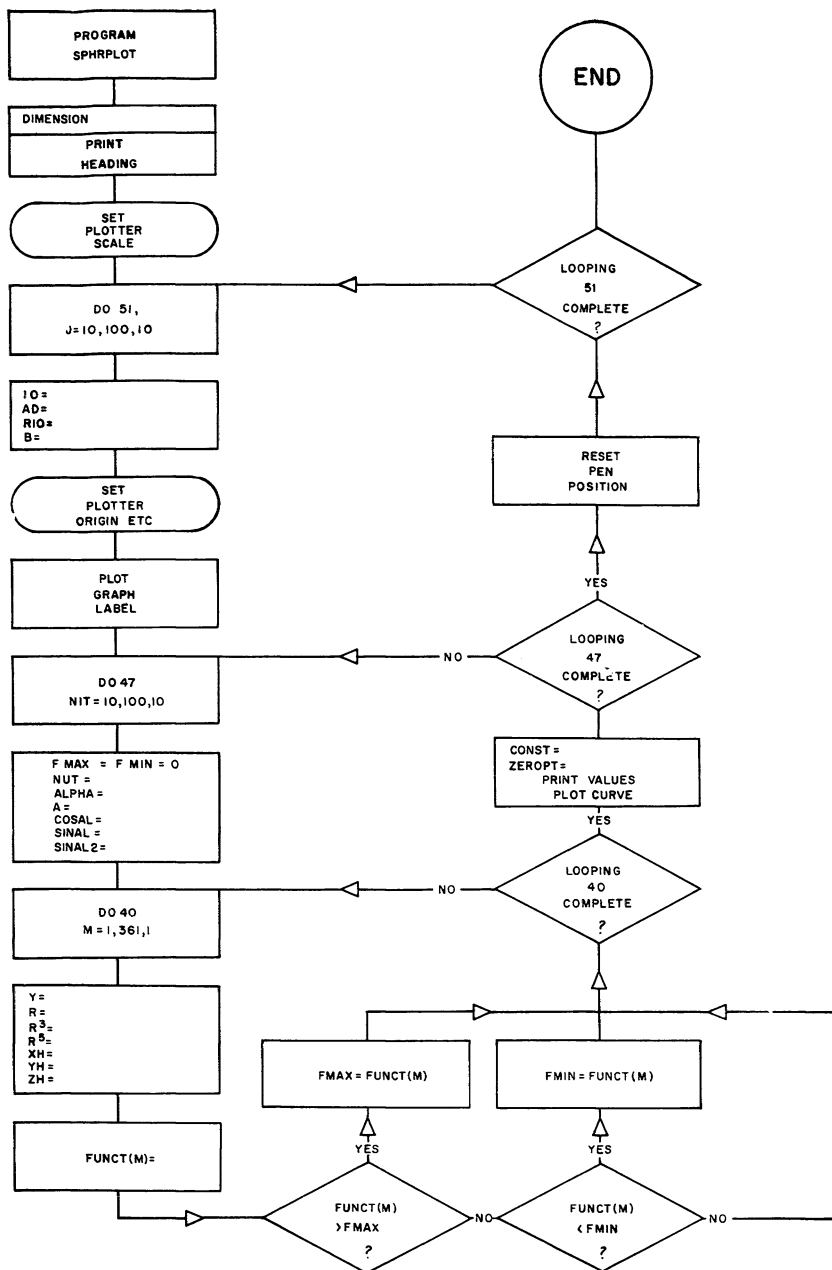 PROGRAM
SPHRPLOT
DIMENSION
PRINT
HEADING
SET
PLOTTER
SCALE
DO 51,
J=10,100,10
IO=
AD=
RIO=
B=
SET
PLOTTER
ORIGIN ETC
PLOT
GRAPH
LABEL
DO 47
NIT=10,100,10
F MAX = F MIN = 0
NUT =
ALPHA=
A=
COSAL=
SINAL=
SINAL2=
DO 40
M=1,361,1
Y=
R=
R3=
R5=
XH=
YH=
ZH=
FUNCT(M)=
FUNCT(M)
>FMAX
?
YES
NO
FMAX=FUNCT(M)
FUNCT(M)
<FMIN
?
YES
NO
FMIN=FUNCT(M)
LOOPING
40
COMPLETE
?
NO
YES
CONST=
ZEROPT=
PRINT VALUES
PLOT CURVE
LOOPING
47
COMPLETE
?
NO
YES
RESET
PEN
POSITION
LOOPING
51
COMPLETE
?
END